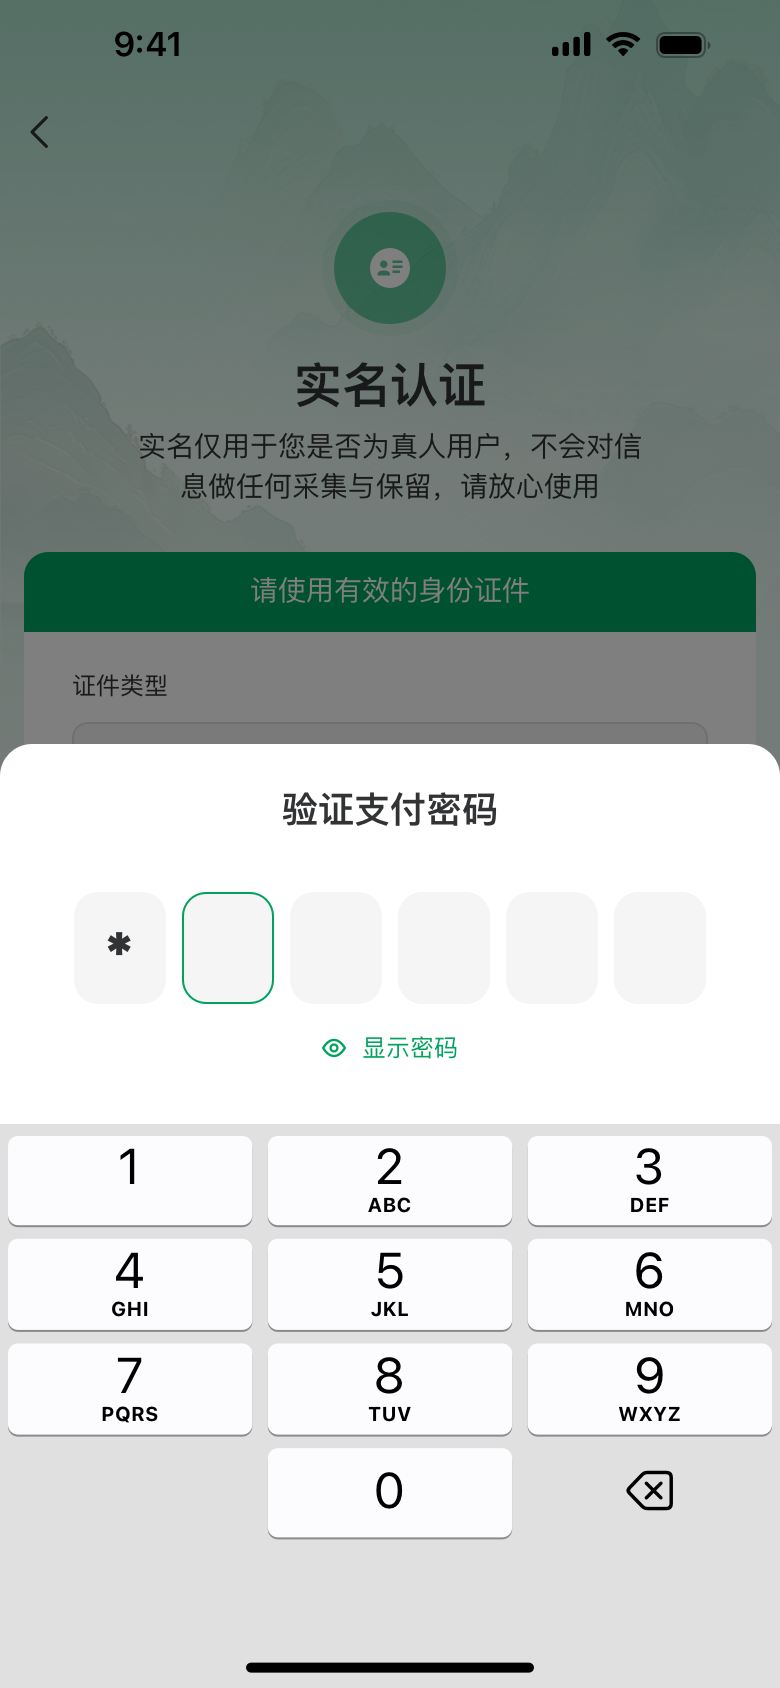 9:41
实名认证
实名仅用于您是否为真人用户，不会对信
息做任何采集与保留，请放心使用
请使用有效的身份证件
证件类型
验证支付密码
*
显示密码
1
2
ABC
3
DEF
4
GHI
5
JKL
6
MNO
7
PQRS
8
TUV
9
WXYZ
0